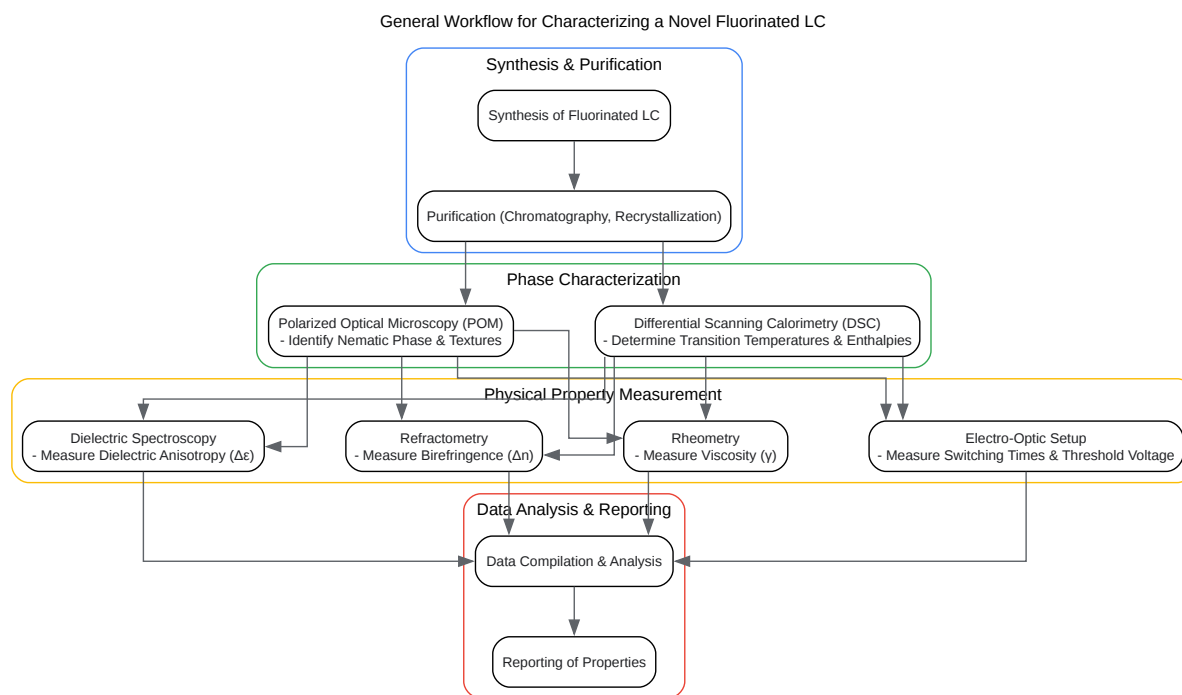 General Workflow for Characterizing a Novel Fluorinated LC
Synthesis & Purification
Synthesis of Fluorinated LC
Purification (Chromatography, Recrystallization)
Phase Characterization
Polarized Optical Microscopy (POM)
- Identify Nematic Phase & Textures
Differential Scanning Calorimetry (DSC)
- Determine Transition Temperatures & Enthalpies
Physical Property Measurement
Dielectric Spectroscopy
- Measure Dielectric Anisotropy (Δε)
Refractometry
- Measure Birefringence (Δn)
Rheometry
- Measure Viscosity (γ)
Electro-Optic Setup
- Measure Switching Times & Threshold Voltage
Data Analysis & Reporting
Data Compilation & Analysis
Reporting of Properties